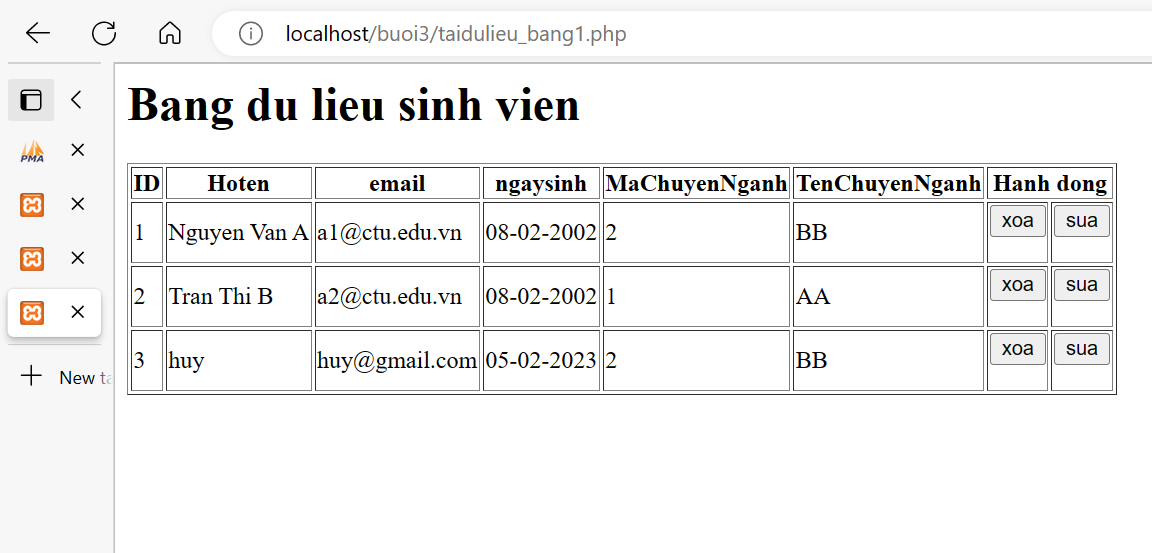 localhost/buoi3/taidulieu_bang1.php
Bang du lieu sinh vien
ID Hoten email ngaysinh MaChuyenNganh TenChuyenNganh Hanh dong
1 Nguyen Van A a1@ctu.edu.vn 08-02-2002 2 BB xoa sua
PMA
2 Tran Thi B a2@ctu.edu.vn 08-02-2002 1 AA xoa sua
3 huy huy@gmail.com 05-02-2023 2 BB xoa sua
New ta